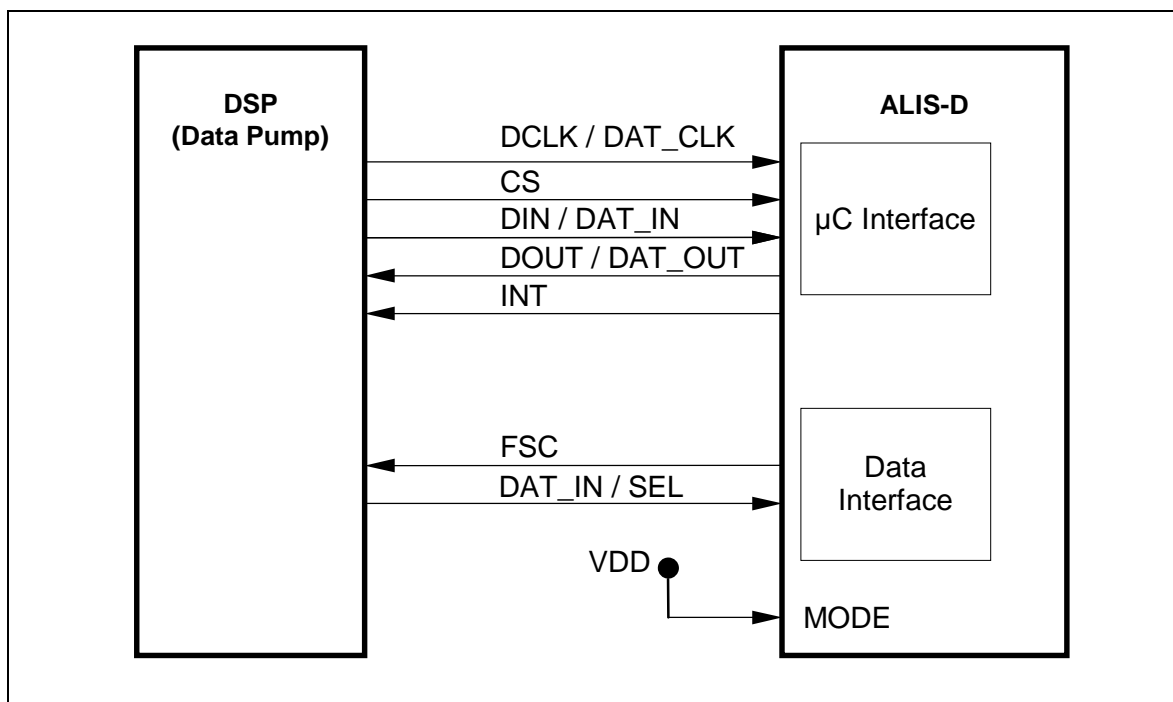 DSP
(Data Pump)
ALIS-D
DCLK / DAT_CLK
CS
DIN / DAT_IN
DOUT / DAT_OUT
INT
µC Interface
FSC
DAT_IN / SEL
Data
Interface
VDD
MODE